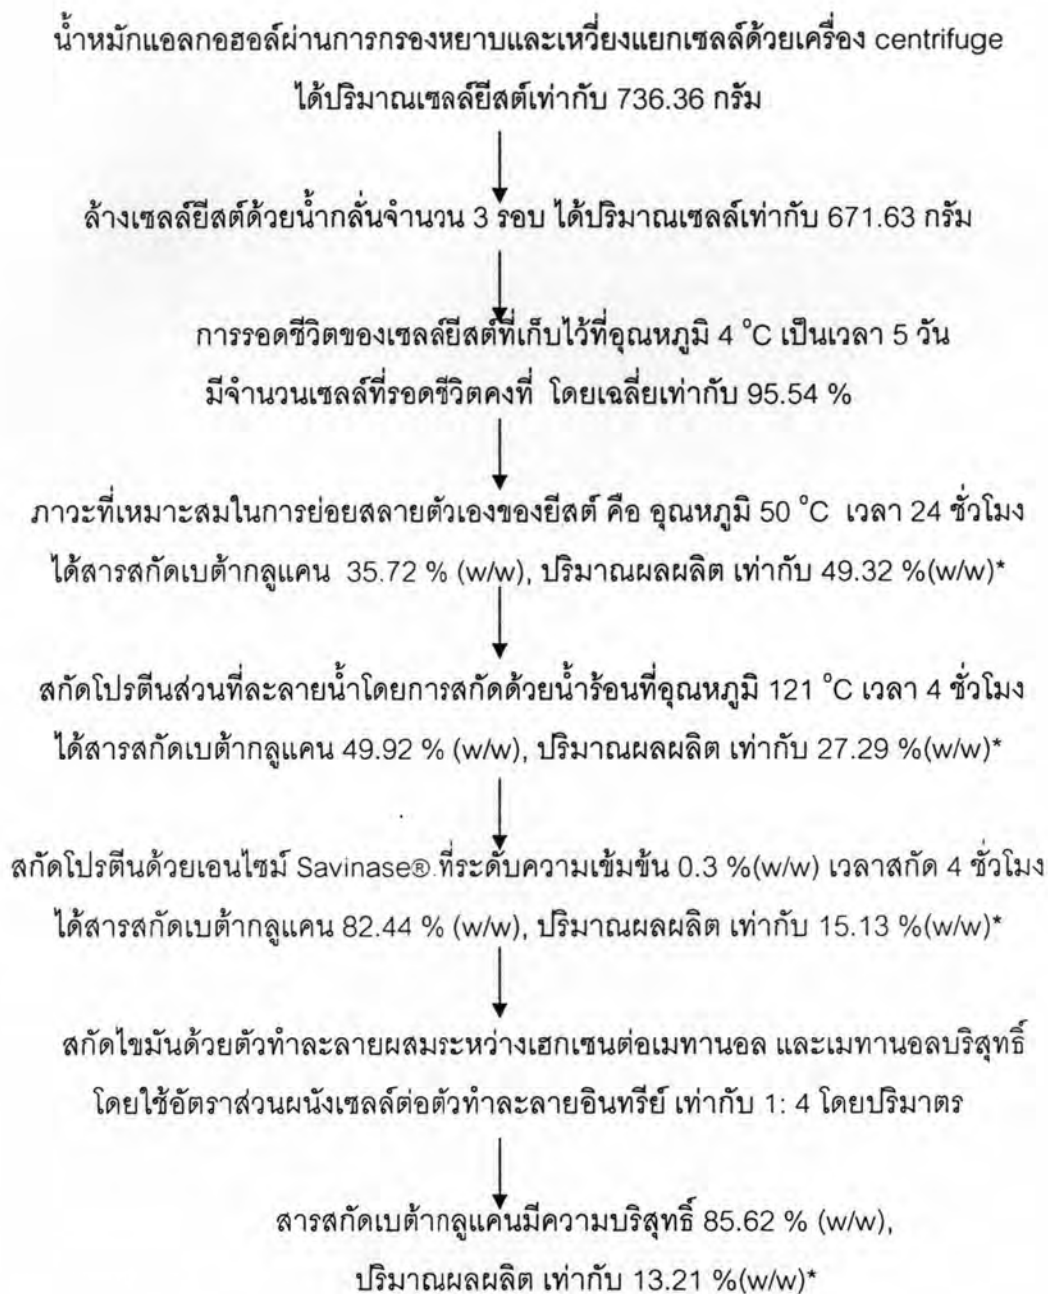 น้ำหมักแอลกอฮอล์ผ่านการกรองหยาบและเหวี่ยงแยกเซลล์ด้วยเครื่อง centrifuge
ได้ปริมาณเซลล์ยีสต์เท่ากับ 736.36 กรัม
ล้างเซลล์ยีสต์ด้วยน้ำกลั่นจำนวน 3 รอบ ได้ปริมาณเซลล์เท่ากับ 671.63 กรัม
การรอดชีวิตของเซลล์ยีสต์ที่เก็บไว้ที่อุณหภูมิ 4 °C เป็นเวลา 5 วัน
มีจำนวนเซลล์ที่รอดชีวิตคงที่ โดยเฉลี่ยเท่ากับ 95.54 %
ภาวะที่เหมาะสมในการย่อยสลายตัวเองของยีสต์ คือ อุณหภูมิ 50 °C เวลา 24 ชั่วโมง
ได้สารสกัดเบต้ากลูแคน 35.72 % (w/w), ปริมาณผลผลิต เท่ากับ 49.32 %(w/w)*
สกัดโปรตีนส่วนที่ละลายน้ำโดยการสกัดด้วยน้ำร้อนที่อุณหภูมิ 121 °C เวลา 4 ชั่วโมง
ได้สารสกัดเบต้ากลูแคน 49.92 % (w/w), ปริมาณผลผลิต เท่ากับ 27.29 %(w/w)*
สกัดโปรตีนด้วยเอนไซม์ Savinase® ที่ระดับความเข้มข้น 0.3 %(w/w) เวลาสกัด 4 ชั่วโมง
ได้สารสกัดเบต้ากลูแคน 82.44 % (w/w), ปริมาณผลผลิต เท่ากับ 15.13 %(w/w)*
สกัดไขมันด้วยตัวทำละลายผสมระหว่างเฮกเซนต่อเมทานอล และเมทานอลบริสุทธิ์
โดยใช้อัตราส่วนผนังเซลล์ต่อตัวทำละลายอินทรีย์ เท่ากับ 1: 4 โดยปริมาตร
สารสกัดเบต้ากลูแคนมีความบริสุทธิ์ 85.62 % (w/w),
ปริมาณผลผลิต เท่ากับ 13.21 %(w/w)*